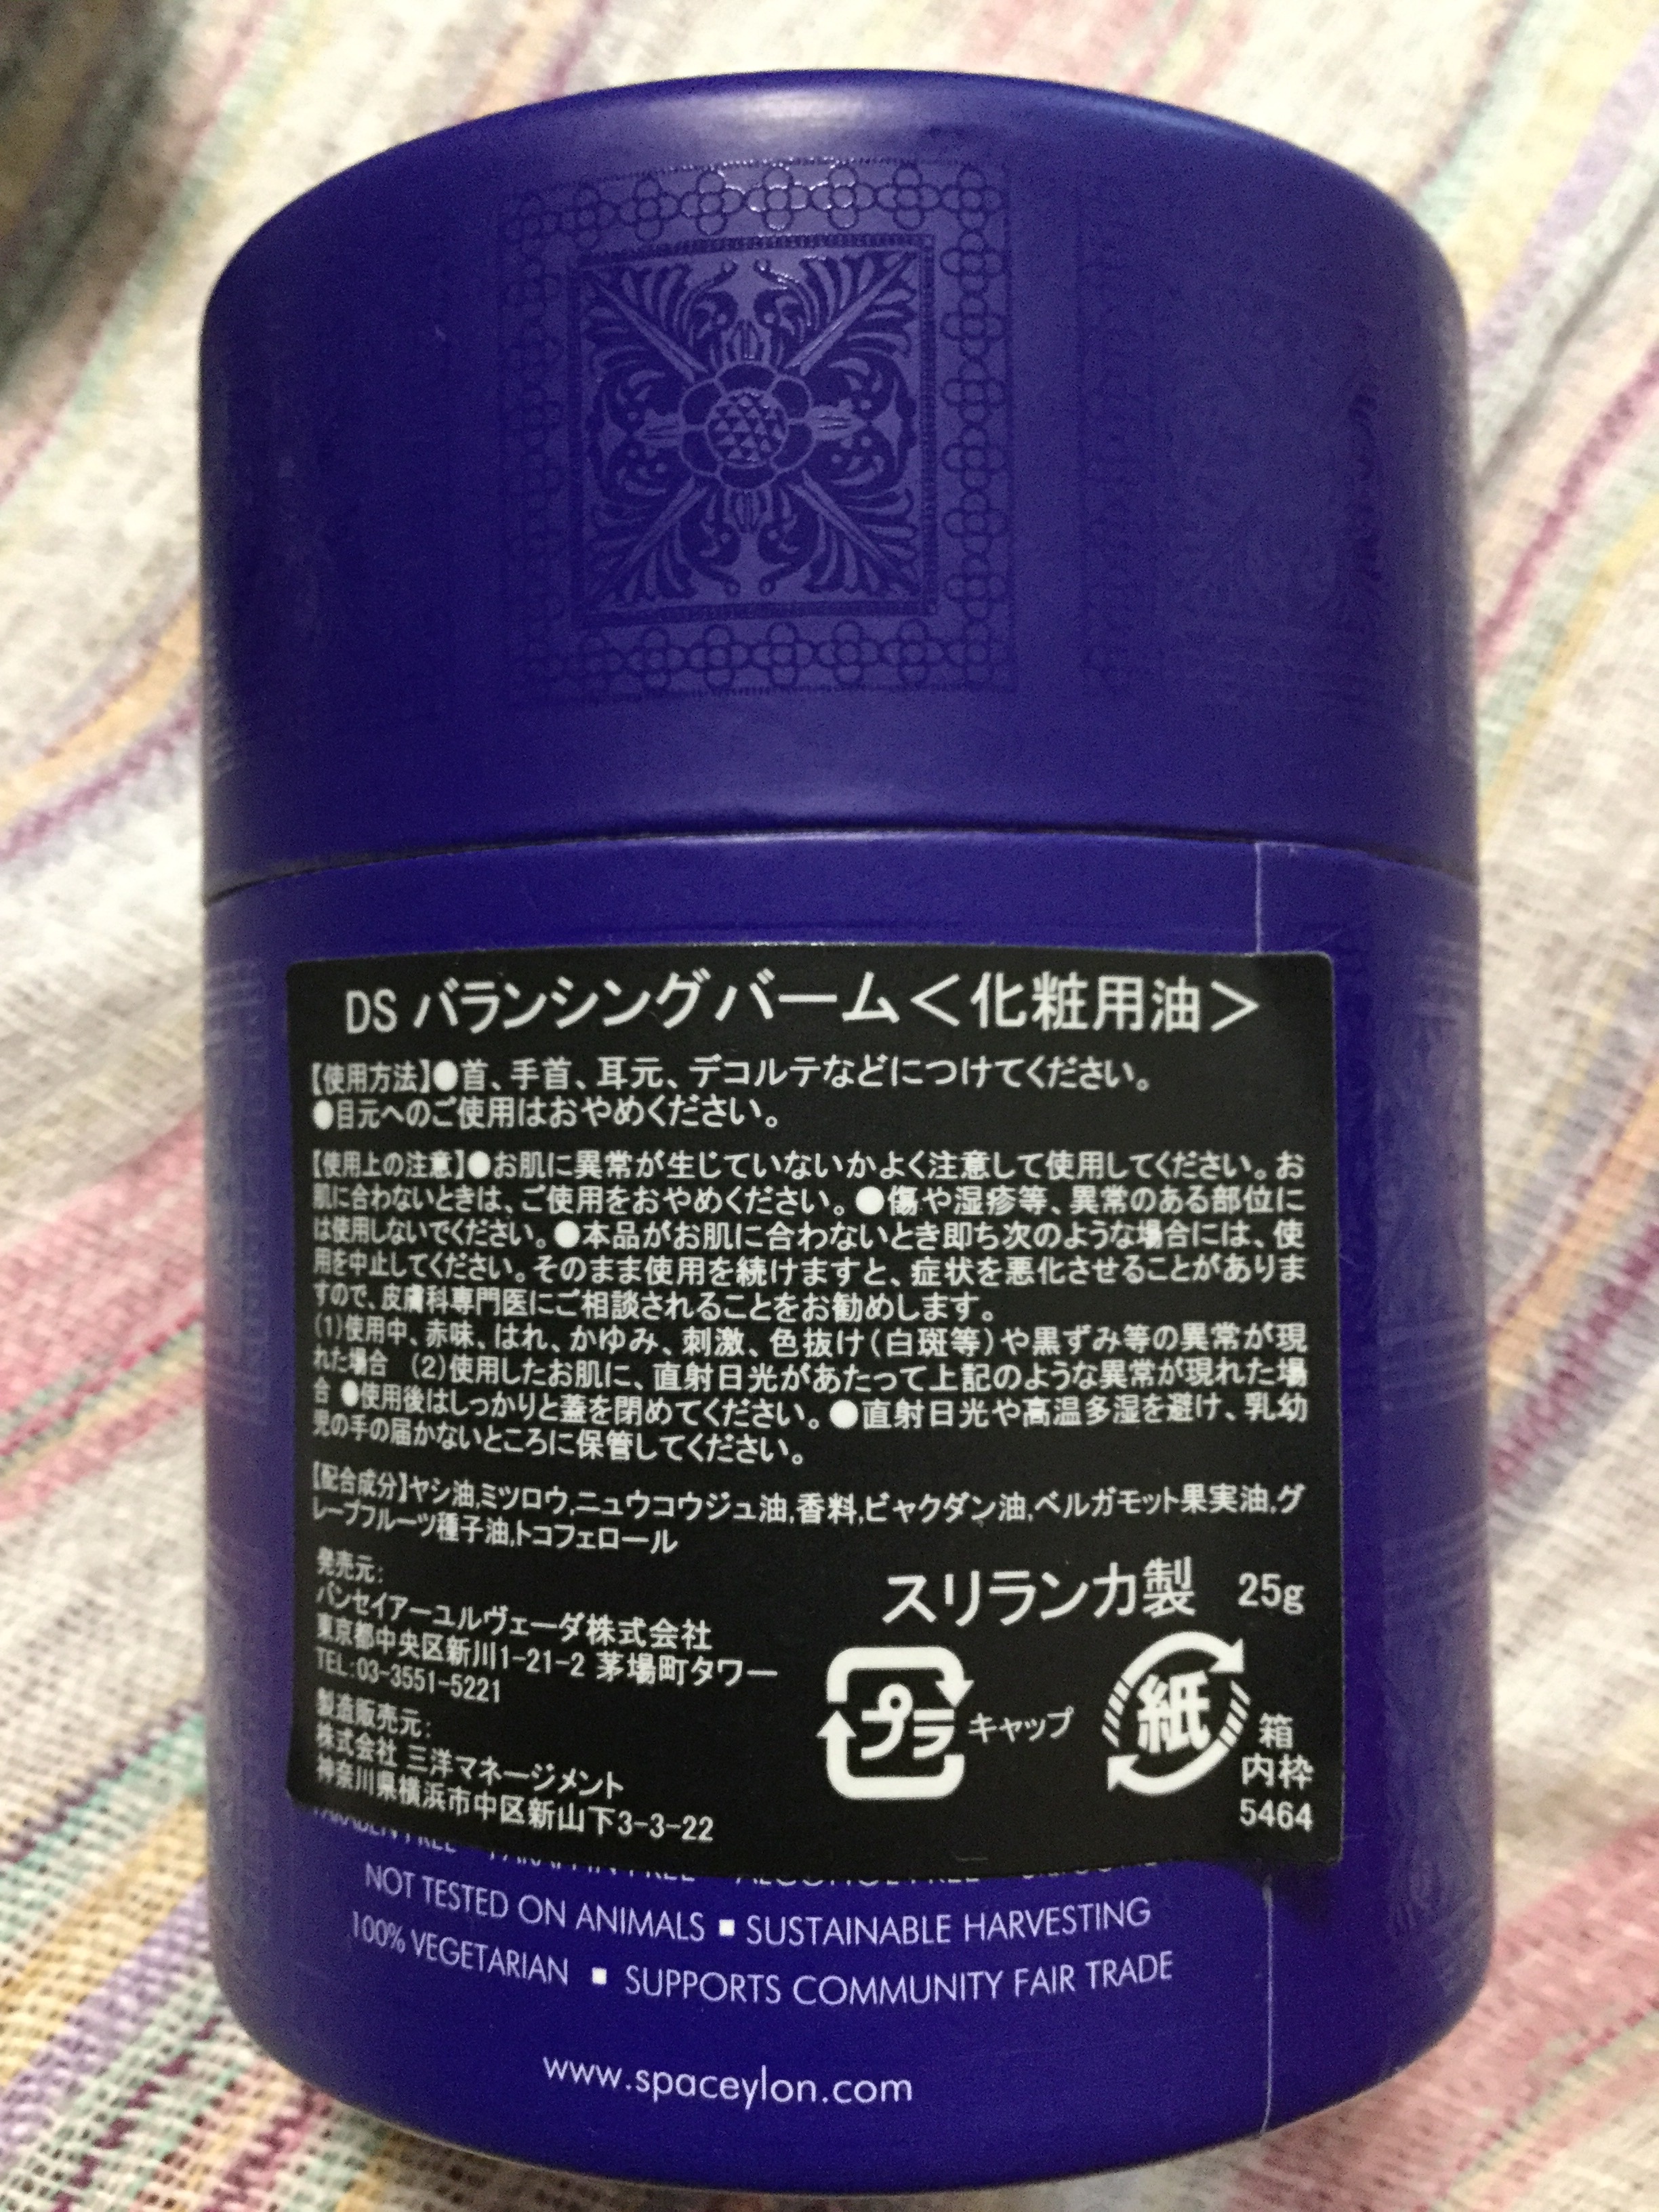 DS バランシングバーム＜化粧用油＞
【使用方法】●首、手首、耳元、デコルテなどにつけてください。
●目元へのご使用はおやめください。
【使用上の注意】●お肌に異常が生じていないかよく注意して使用してください。お
肌に合わないときは、ご使用をおやめください。●傷や湿疹等、異常のある部位に
は使用しないでください。●本品がお肌に合わないとき即ち次のような場合には、使
用を中止してください。そのまま使用を続けますと、症状を悪化させることがありま
すので、皮膚科専門医にご相談されることをお勧めします。
(1)使用中、赤味、はれ、かゆみ、刺激、色抜け(白斑等)や黒ずみ等の異常が現
れた場合　(2)使用したお肌に、直射日光があたって上記のような異常が現れた場
合 ●使用後はしっかりと蓋を閉めてください。●直射日光や高温多湿を避け、乳幼
児の手の届かないところに保管してください。
【配合成分】ヤシ油,ミツロウ,ニュウコウジュ油,香料,ビャクダン油,ベルガモット果実油,グ
レープフルーツ種子油,トコフェロール
発売元:
パンセイアーユルヴェーダ株式会社
東京都中央区新川1-21-2 茅場町タワー
TEL:03-3551-5221
製造販売元:
株式会社 三洋マネージメント
神奈川県横浜市中区新山下3-3-22
スリランカ製 25g
プラ キャップ
紙 箱
内枠
5464
PARABEN FREE PARAFFIN FREE ALCOHOL FREE
NOT TESTED ON ANIMALS ▪ SUSTAINABLE HARVESTING
100% VEGETARIAN ▪ SUPPORTS COMMUNITY FAIR TRADE
www.spaceylon.com